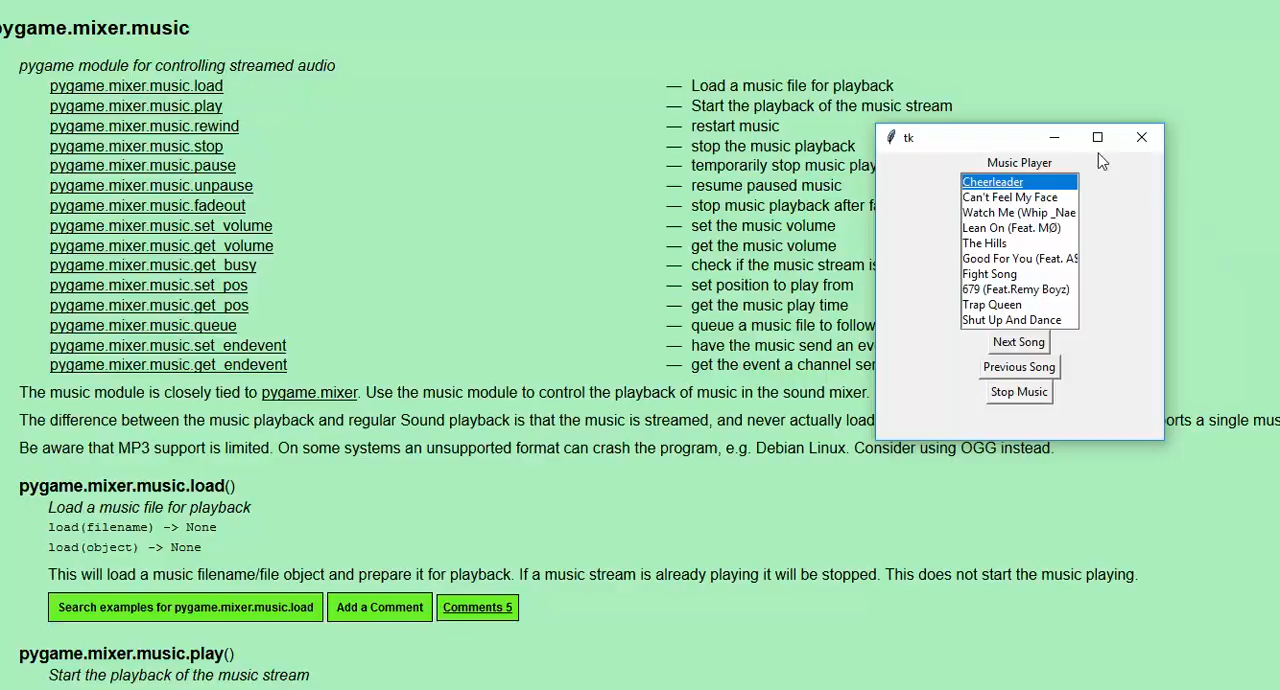 pygame.mixer.music
pygame module for controlling streamed audio
pygame.mixer.music.load — Load a music file for playback
pygame.mixer.music.play — Start the playback of the music stream
pygame.mixer.music.rewind — restart music
pygame.mixer.music.stop — stop the music playback
pygame.mixer.music.pause — temporarily stop music play
pygame.mixer.music.unpause — resume paused music
pygame.mixer.music.fadeout — stop music playback after f
pygame.mixer.music.set_volume — set the music volume
pygame.mixer.music.get_volume — get the music volume
pygame.mixer.music.get_busy — check if the music stream is
pygame.mixer.music.set_pos — set position to play from
pygame.mixer.music.get_pos — get the music play time
pygame.mixer.music.queue — queue a music file to follow
pygame.mixer.music.set_endevent — have the music send an ev
pygame.mixer.music.get_endevent — get the event a channel sen
tk
Music Player
Cheerleader
Can't Feel My Face
Watch Me (Whip _Nae
Lean On (Feat. MØ)
The Hills
Good For You (Feat. AS
Fight Song
679 (Feat.Remy Boyz)
Trap Queen
Shut Up And Dance
Next Song
Previous Song
Stop Music
The music module is closely tied to pygame.mixer. Use the music module to control the playback of music in the sound mixer.
The difference between the music playback and regular Sound playback is that the music is streamed, and never actually load orts a single mus
Be aware that MP3 support is limited. On some systems an unsupported format can crash the program, e.g. Debian Linux. Consider using OGG instead.
pygame.mixer.music.load()
Load a music file for playback
load(filename) -> None
load(object) -> None
This will load a music filename/file object and prepare it for playback. If a music stream is already playing it will be stopped. This does not start the music playing.
Search examples for pygame.mixer.music.load Add a Comment Comments 5
pygame.mixer.music.play()
Start the playback of the music stream